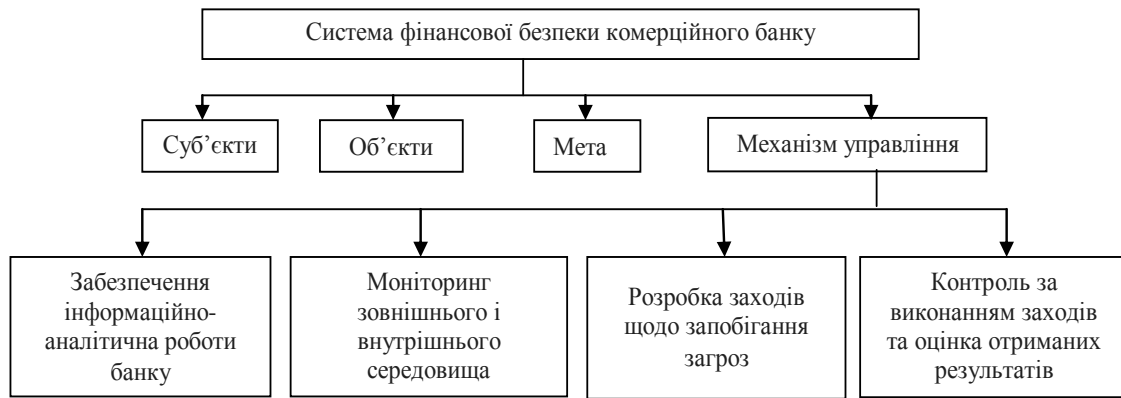 Система фінансової безпеки комерційного банку
Суб’єкти
Об’єкти
Мета
Механізм управління
Забезпечення
інформаційно-
аналітична роботи
банку
Моніторинг
зовнішнього і
внутрішнього
середовища
Розробка заходів
щодо запобігання
загроз
Контроль за
виконанням заходів
та оцінка отриманих
результатів